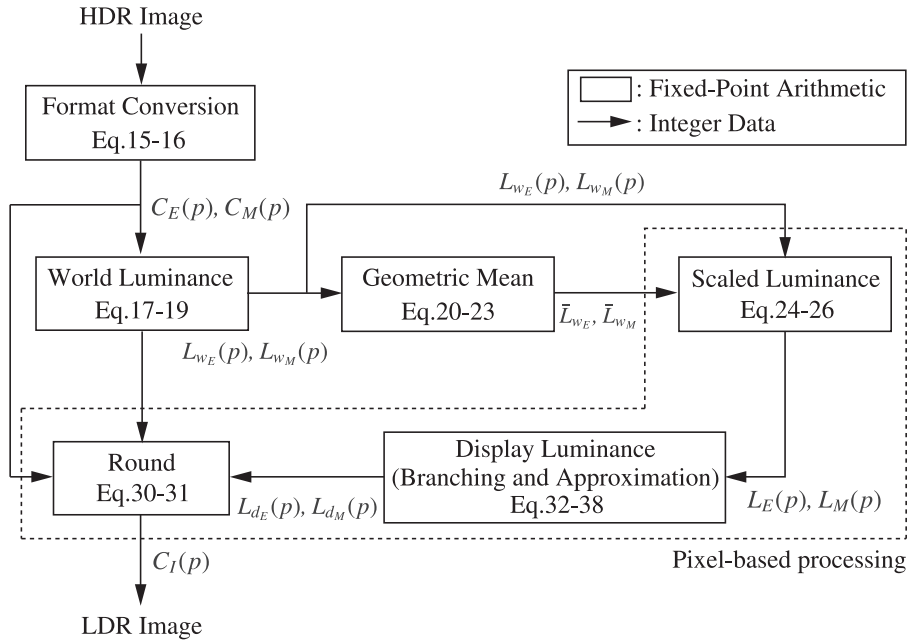 HDR Image
Format Conversion
Eq.15-16
: Fixed-Point Arithmetic
: Integer Data
C_E(p), C_M(p)
L_{w_E}(p), L_{w_M}(p)
World Luminance
Eq.17-19
Geometric Mean
Eq.20-23
Scaled Luminance
Eq.24-26
L̄_{w_E}, L̄_{w_M}
L_{w_E}(p), L_{w_M}(p)
Round
Eq.30-31
Display Luminance
(Branching and Approximation)
Eq.32-38
L_{d_E}(p), L_{d_M}(p)
L_E(p), L_M(p)
C_I(p)
Pixel-based processing
LDR Image